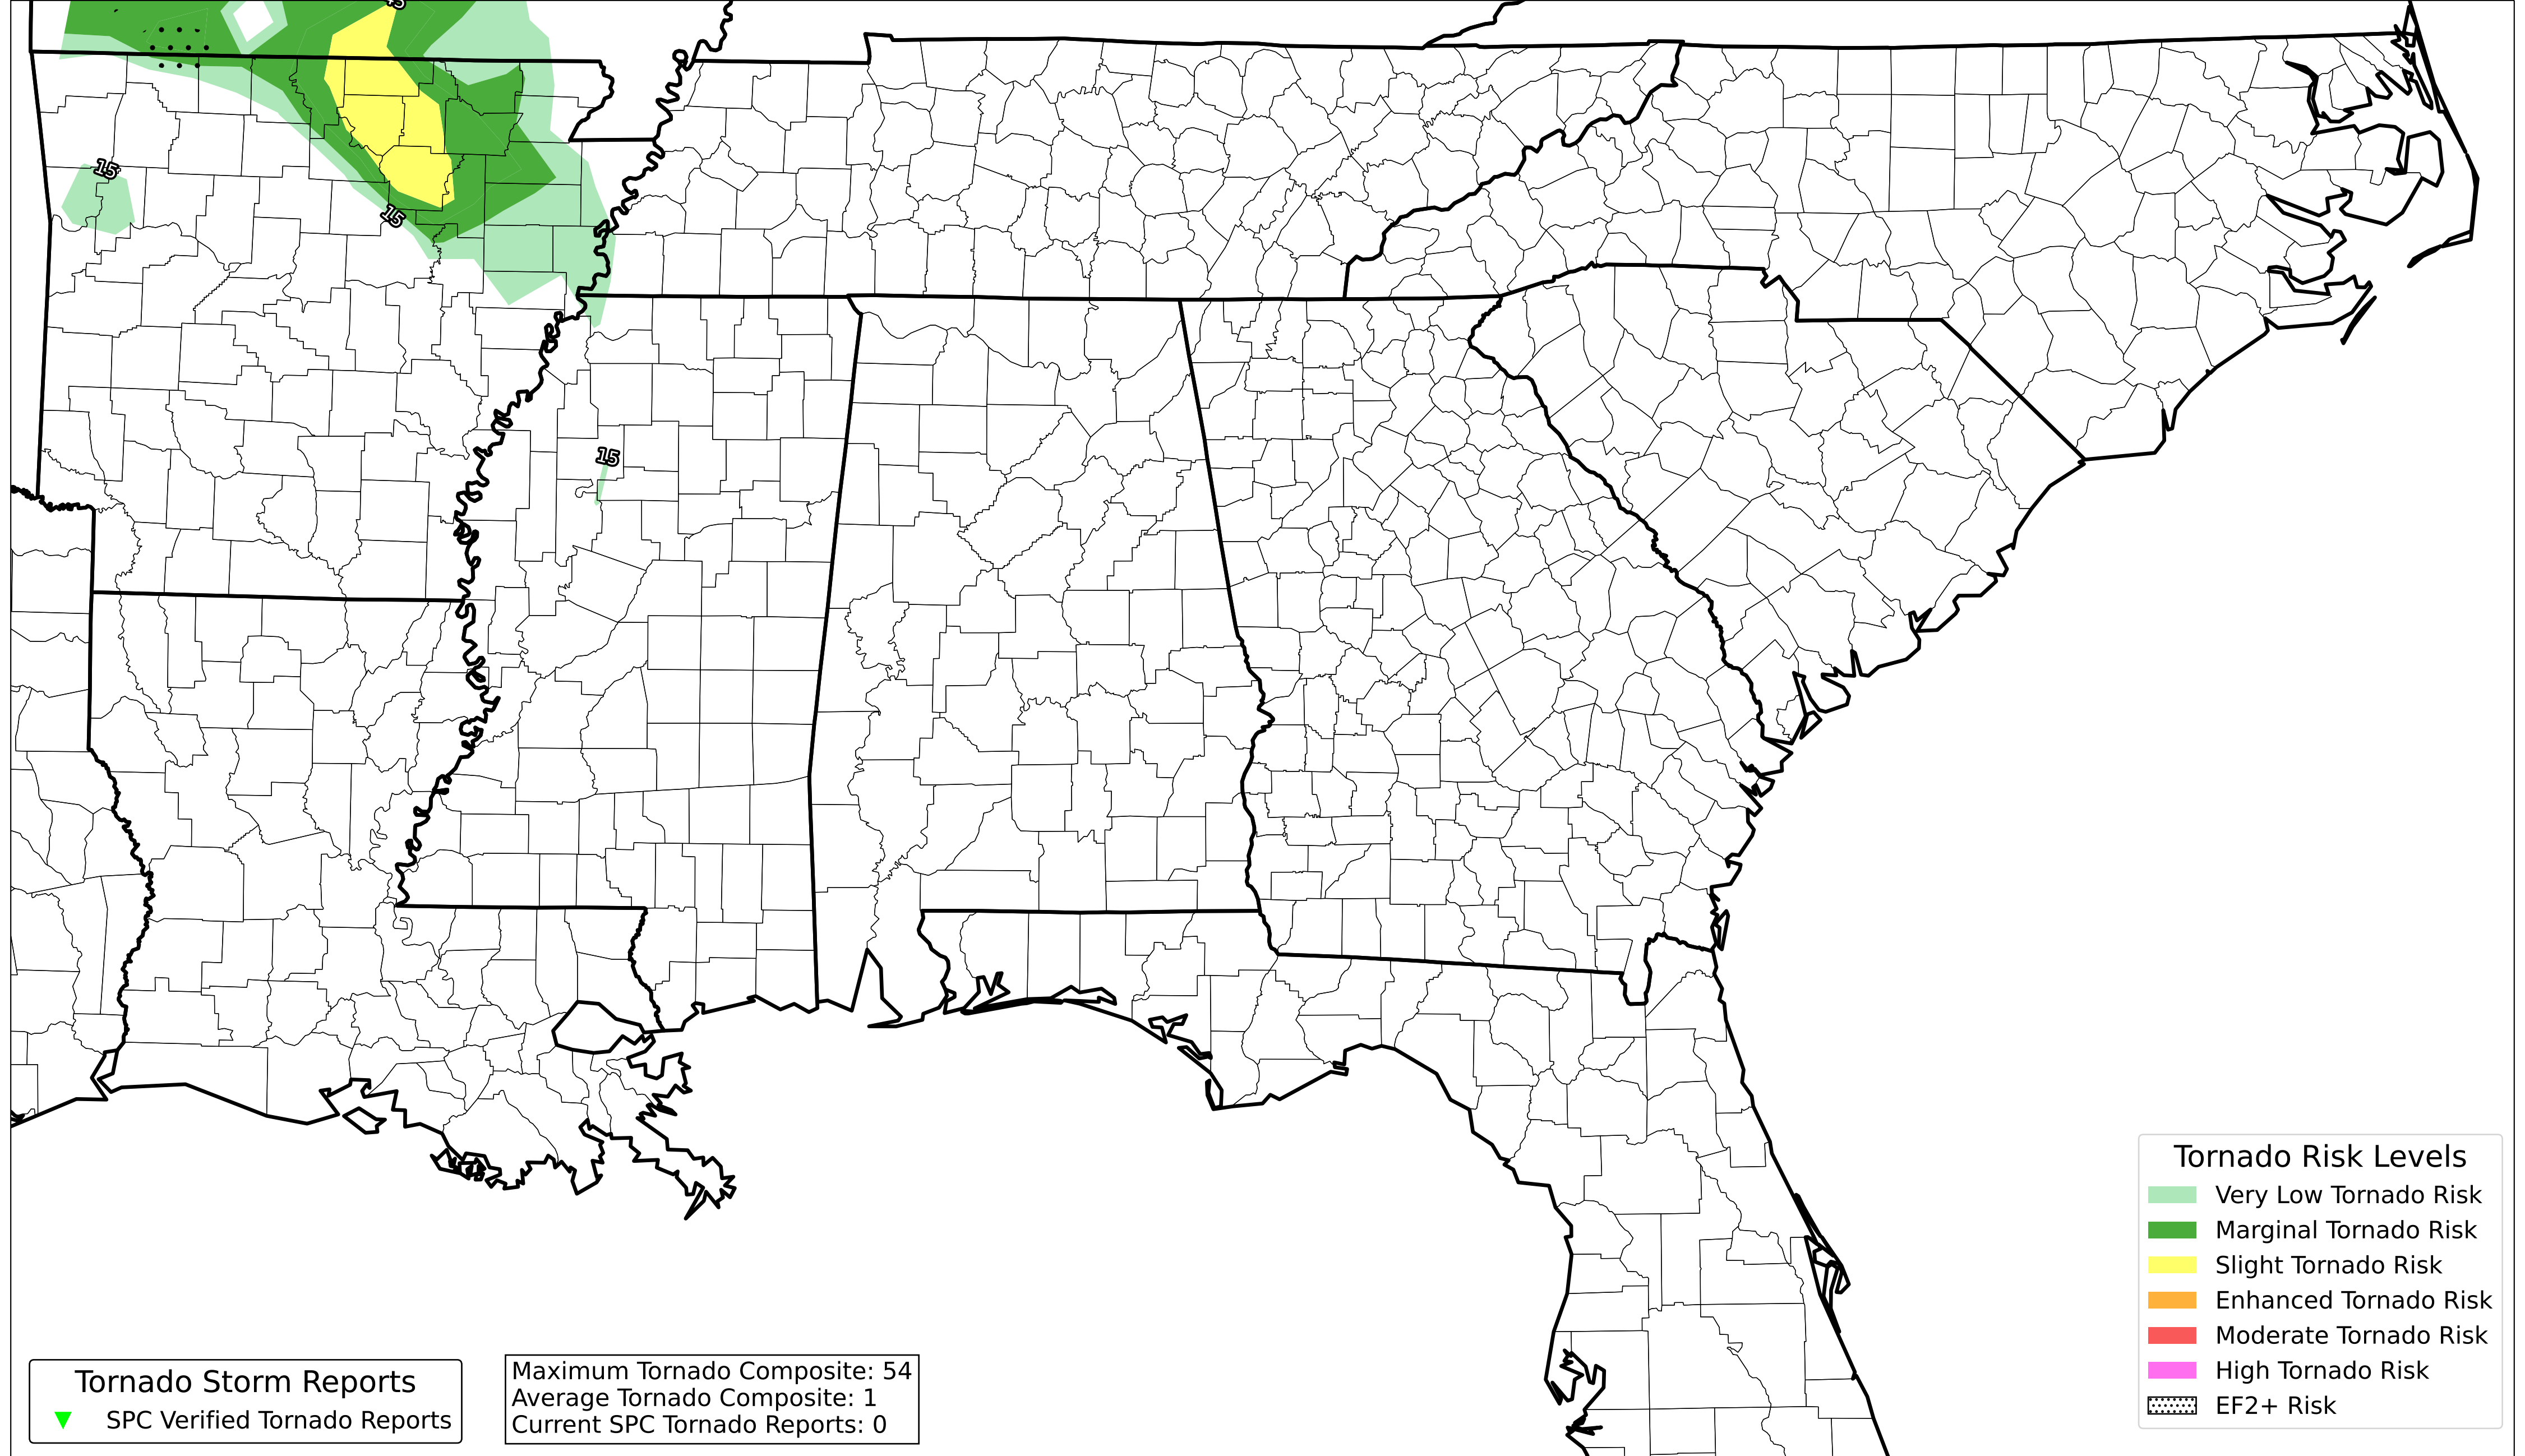 45
15
15
15
Tornado Risk Levels
Very Low Tornado Risk
Marginal Tornado Risk
Slight Tornado Risk
Enhanced Tornado Risk
Moderate Tornado Risk
High Tornado Risk
EF2+ Risk
Tornado Storm Reports
SPC Verified Tornado Reports
Maximum Tornado Composite: 54
Average Tornado Composite: 1
Current SPC Tornado Reports: 0